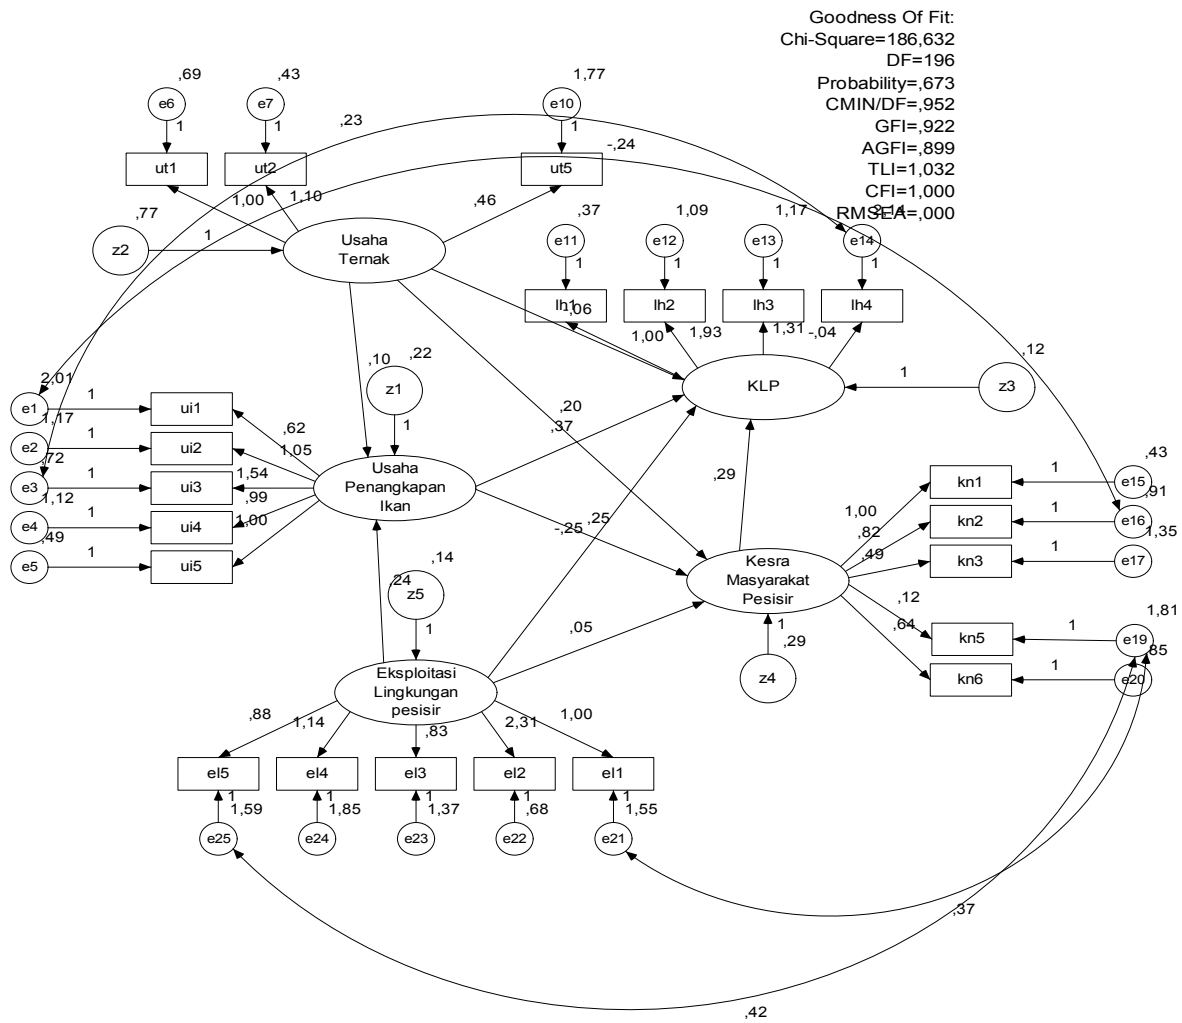 Goodness Of Fit:
Chi-Square=186,632
DF=196
Probability=,673
CMIN/DF=,952
GFI=,922
AGFI=,899
TLI=1,032
CFI=1,000
RMSEA=,000
,69
,43
1,77
e6
e7
e10
1
1
1
,23
-,24
ut1
ut2
ut5
1,00
1,10
,46
,77
z2
1
Usaha
Ternak
,37
1,09
1,17
2,14
e11
e12
e13
e14
1
1
1
1
lh1
lh2
lh3
lh4
-,06
1,00
1,93
1,31
-,04
,12
,10
,22
z1
1
KLP
1
z3
,20
,37
2,01
e1
1
ui1
,62
1,17
e2
1
ui2
1,05
,72
e3
1
ui3
1,54
1,12
e4
1
ui4
,99
,49
e5
1
ui5
1,00
Usaha
Penangkapan
Ikan
,29
-,25
,25
,43
kn1
1
e15
1,00
,91
kn2
1
e16
,82
1,35
kn3
1
e17
,49
Kesra
Masyarakat
Pesisir
,12
1,81
kn5
1
e19
,64
,85
kn6
1
e20
1
,29
z4
,24
,14
z5
1
,05
Eksploitasi
Lingkungan
pesisir
,88
1,14
,83
2,31
1,00
el5
el4
el3
el2
el1
1
1
1
1
1
1,59
1,85
1,37
,68
1,55
e25
e24
e23
e22
e21
,37
,42